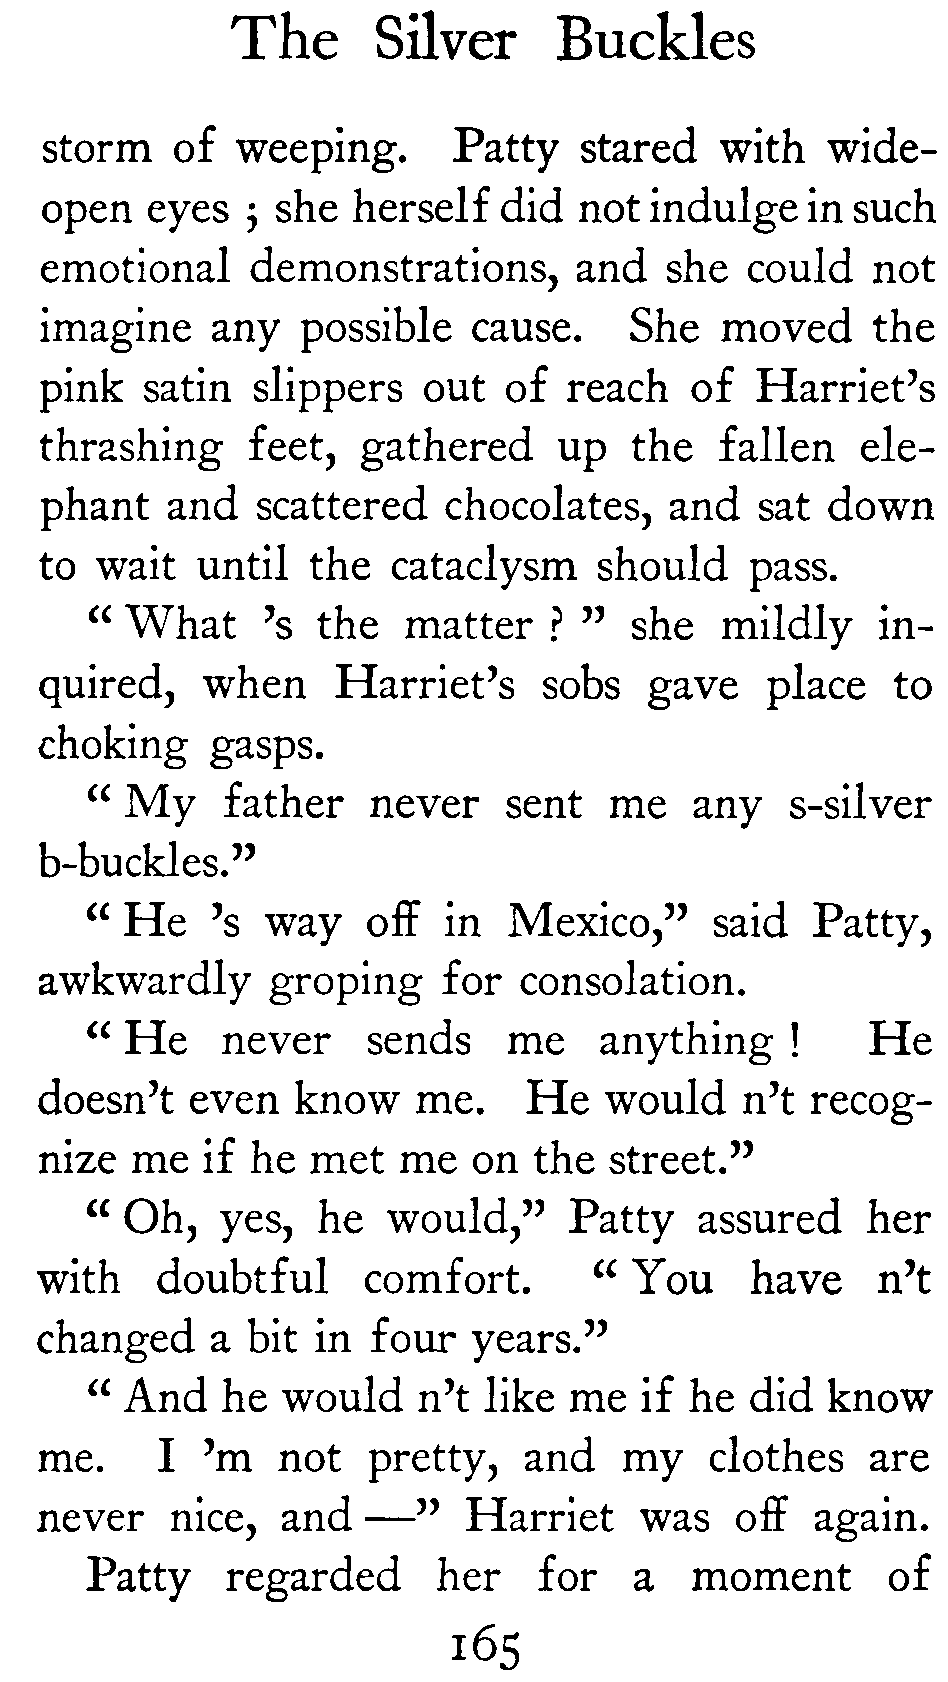 The Silver Buckles
storm of weeping. Patty stared with wide-
open eyes ; she herself did not indulge in such
emotional demonstrations, and she could not
imagine any possible cause. She moved the
pink satin slippers out of reach of Harriet’s
thrashing feet, gathered up the fallen ele-
phant and scattered chocolates, and sat down
to wait until the cataclysm should pass.
“ What ’s the matter ? ” she mildly in-
quired, when Harriet’s sobs gave place to
choking gasps.
“ My father never sent me any s-silver
b-buckles.”
“ He ’s way off in Mexico,” said Patty,
awkwardly groping for consolation.
“ He never sends me anything ! He
doesn’t even know me. He would n’t recog-
nize me if he met me on the street.”
“ Oh, yes, he would,” Patty assured her
with doubtful comfort. “ You have n’t
changed a bit in four years.”
“ And he would n’t like me if he did know
me. I ’m not pretty, and my clothes are
never nice, and —” Harriet was off again.
Patty regarded her for a moment of
165